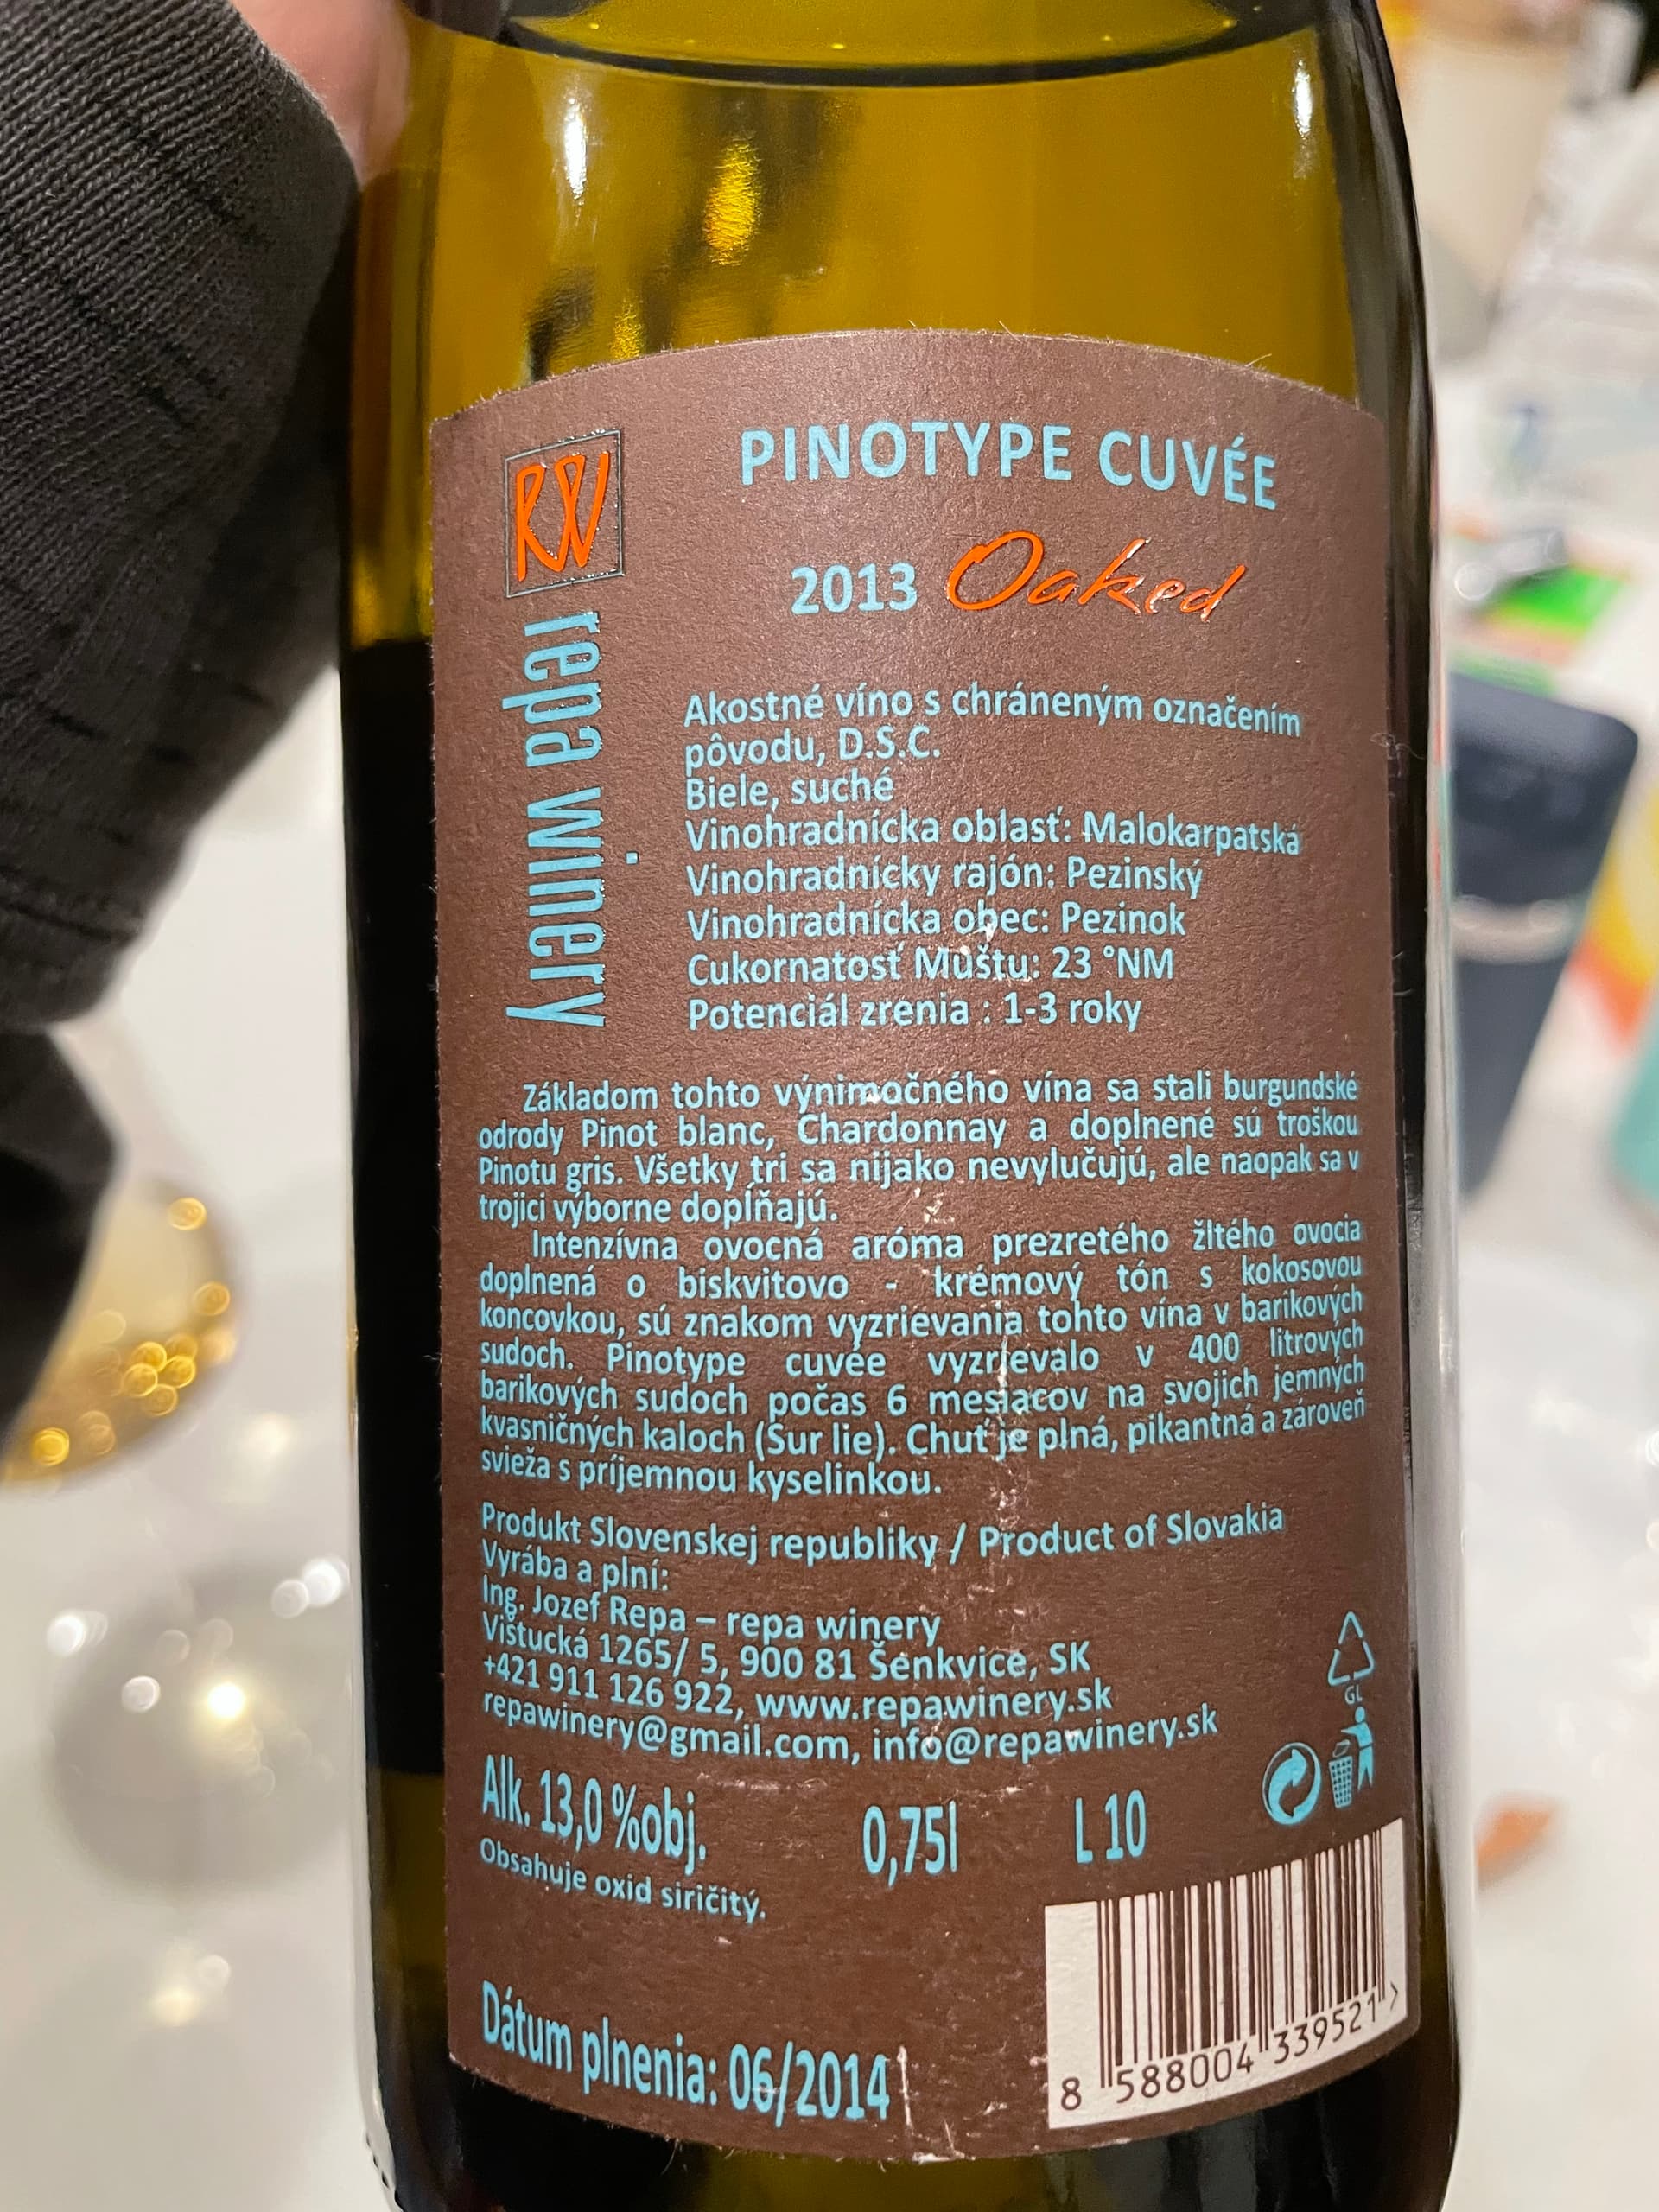 RW
repa winery
PINOTYPE CUVÉE
2013 Oaked
Akostné víno s chráneným označením
pôvodu, D.S.C.
Biele, suché
Vinohradnícka oblasť: Malokarpatská
Vinohradnícky rajón: Pezinský
Vinohradnícka obec: Pezinok
Cukornatosť Muštu: 23 °NM
Potenciál zrenia : 1-3 roky
Základom tohto výnimočného vína sa stali burgundské
odrody Pinot blanc, Chardonnay a doplnené sú troškou
Pinotu gris. Všetky tri sa nijako nevylučujú, ale naopak sa v
trojici výborne dopĺňajú.
Intenzívna ovocná aróma prezretého žltého ovocia
doplnená o biskvitovo - krémový tón s kokosovou
koncovkou, sú znakom vyzrievania tohto vína v barikových
sudoch. Pinotype cuvée vyzrievalo v 400 litrových
barikových sudoch počas 6 mesiacov na svojich jemných
kvasničných kaloch (Sur lie). Chuť je plná, pikantná a zároveň
svieža s príjemnou kyselinkou.
Produkt Slovenskej republiky / Product of Slovakia
Vyrába a plní:
Ing. Jozef Repa – repa winery
Vištucká 1265/ 5, 900 81 Šenkvice, SK
+421 911 126 922, www.repawinery.sk
repawinery@gmail.com, info@repawinery.sk
GL
Alk. 13,0 %obj. 0,75l L 10
Obsahuje oxid siričitý.
Dátum plnenia: 06/2014
8 588004 339521 >